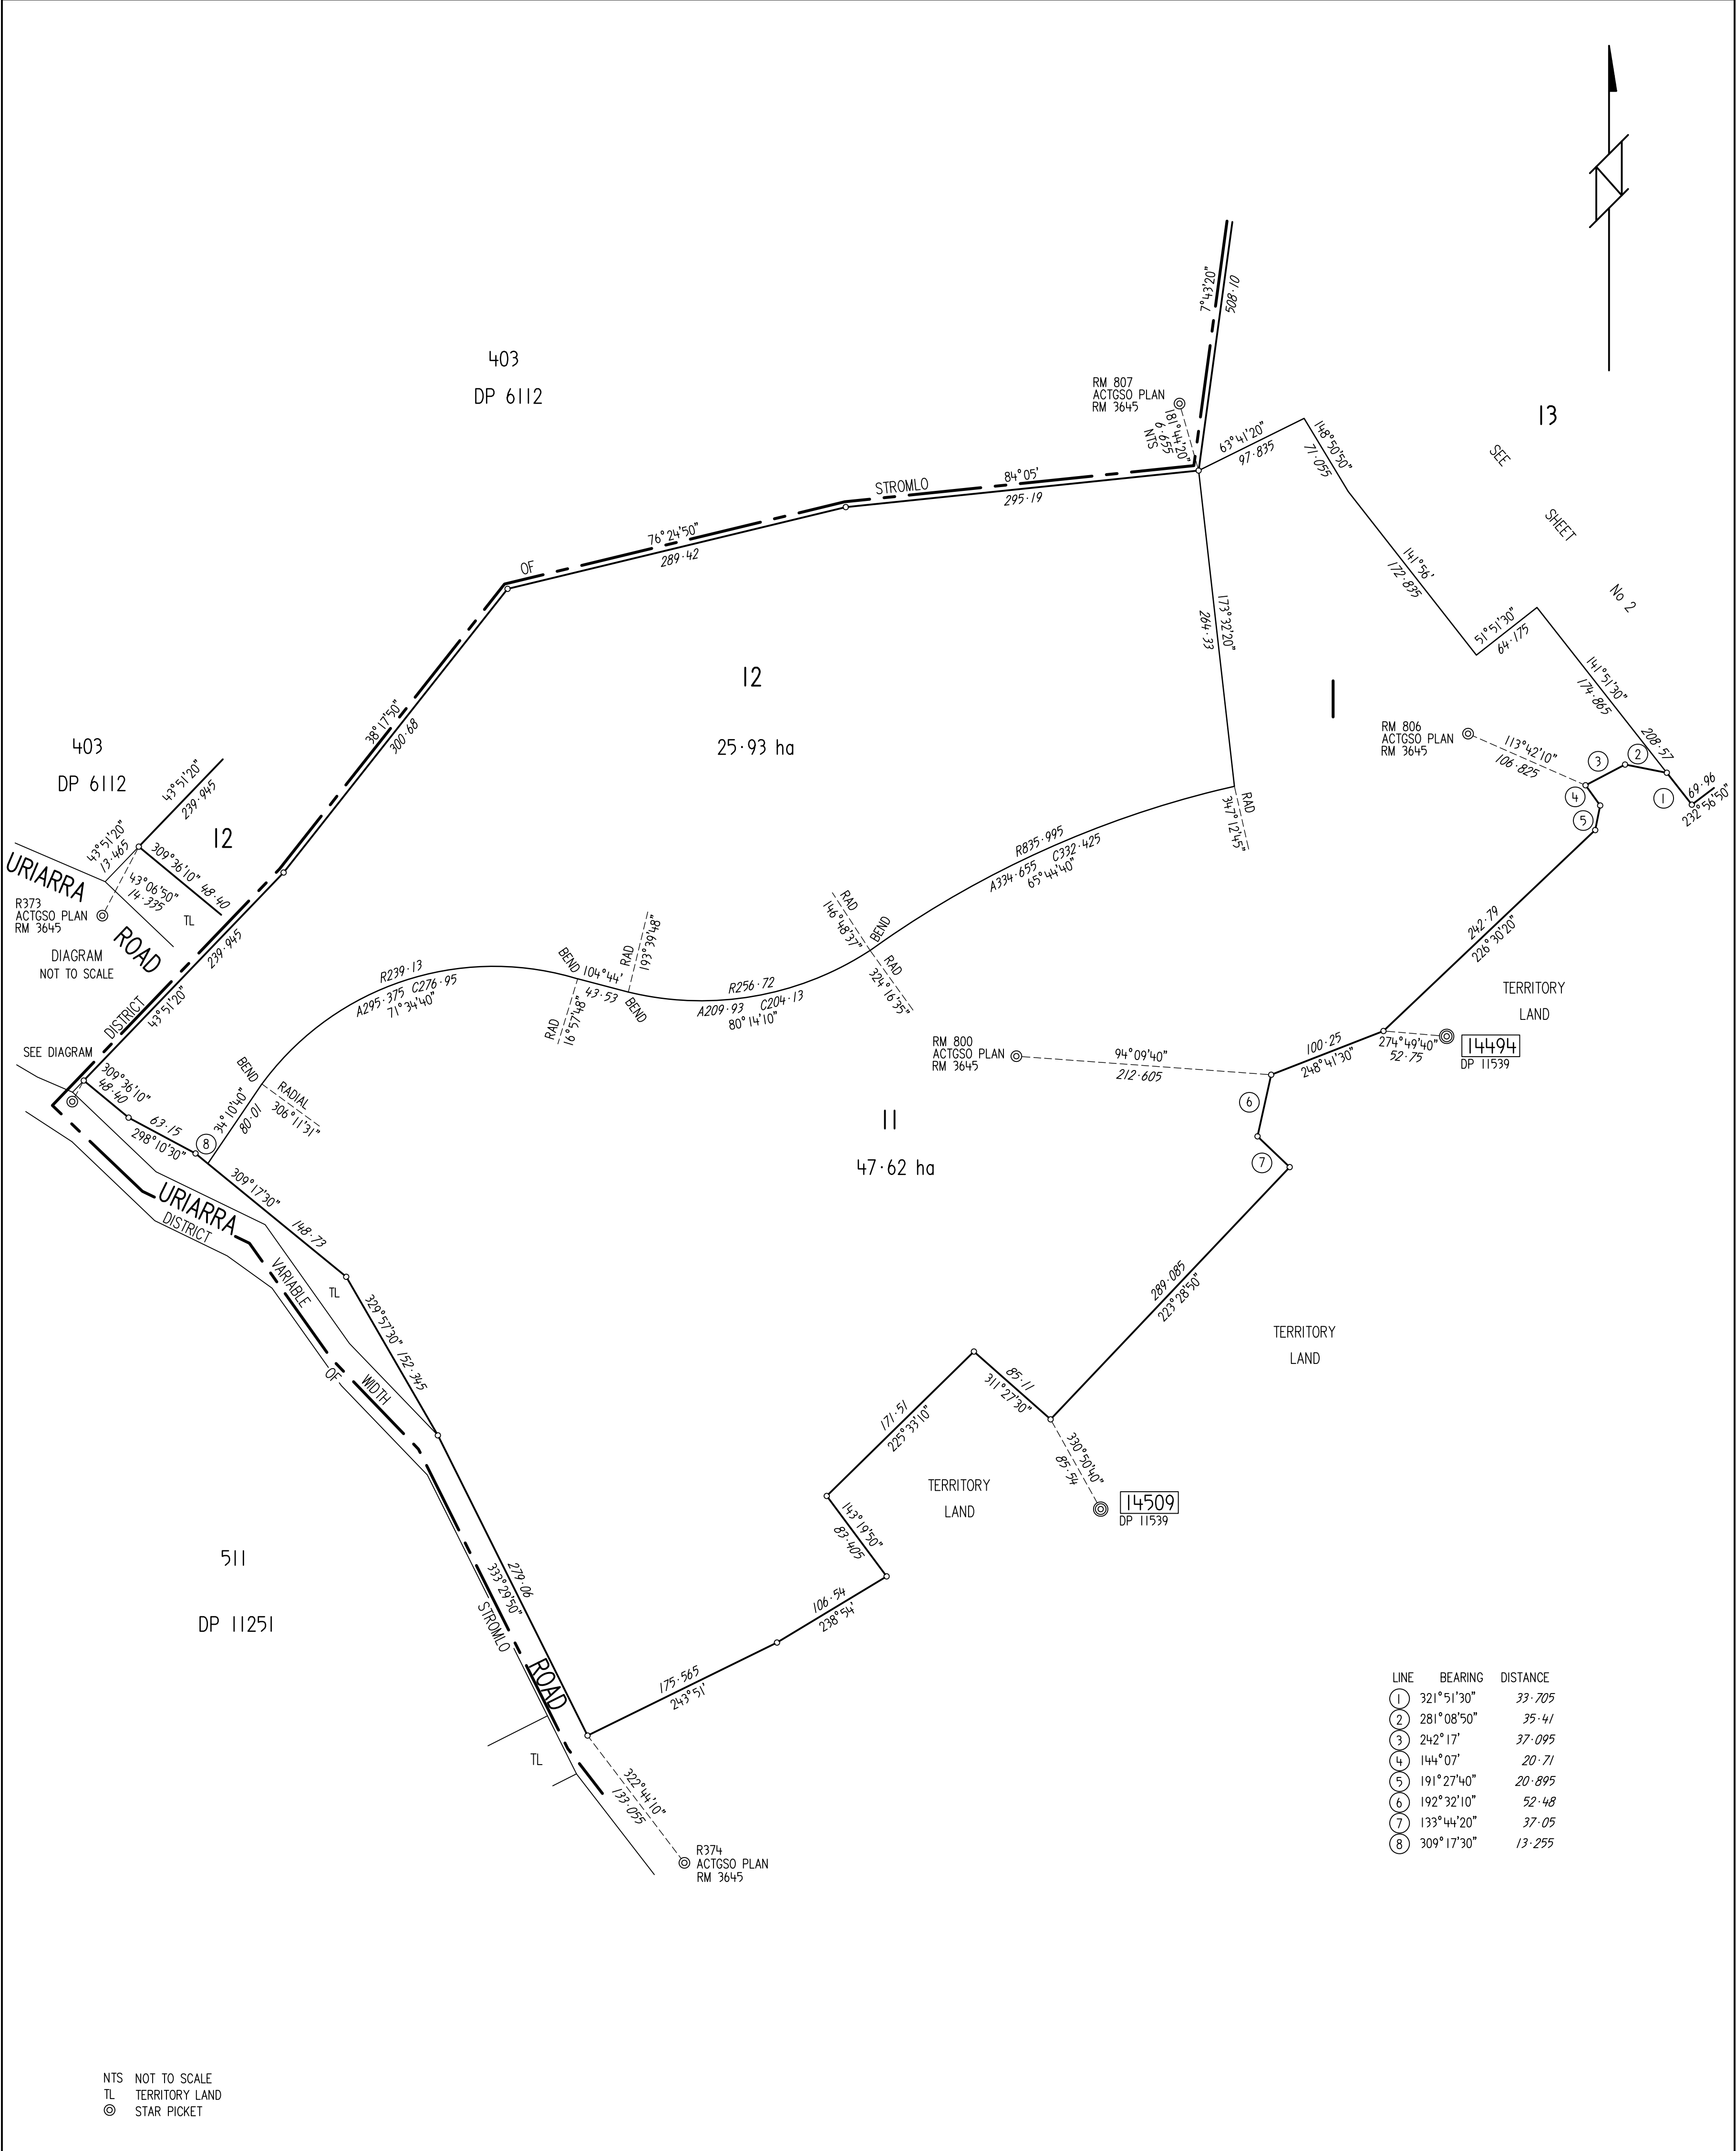 7°43'20"
508·10
403
DP 6112
RM 807
ACTGSO PLAN
RM 3645
181°44'20"
6·655
NTS
63°41'20"
97·835
148°50'50"
71·055
13
SEE
SHEET
No 2
84°05'
295·19
STROMLO
76°24'50"
289·42
OF
141°56'
172·835
51°51'30"
64·175
173°32'20"
264·33
12
25·93 ha
1
141°51'30"
174·865
208·57
38°17'50"
300·68
RM 806
ACTGSO PLAN
RM 3645
113°42'10"
106·825
3
2
4
5
1
69·96
232°56'50"
403
DP 6112
43°51'20"
239·945
12
43°51'20"
13·465
309°36'10" 48·40
43°06'50"
14·335
URIARRA
ROAD
TL
R373
ACTGSO PLAN
RM 3645
DIAGRAM
NOT TO SCALE
239·945
43°51'20"
DISTRICT
SEE DIAGRAM
RAD
347°12'45"
R835·995
A334·655 C332·425
65°44'40"
RAD
146°48'37"
BEND
RAD
324°16'35"
R256·72
A209·93 C204·13
80°14'10"
RAD
193°39'48"
BEND
104°44'
43·53
BEND
RAD
16°57'48"
R239·13
A295·375 C276·95
71°34'40"
BEND
RADIAL
306°11'31"
34°10'40"
80·01
242·79
226°30'20"
TERRITORY
LAND
14494
DP 11539
274°49'40"
52·75
100·25
248°41'30"
RM 800
ACTGSO PLAN
RM 3645
94°09'40"
212·605
6
7
11
47·62 ha
309°36'10"
48·40
63·15
298°10'30"
8
309°17'30"
148·73
URIARRA
DISTRICT
VARIABLE
TL
OF
WIDTH
329°57'30" 152·345
289·085
223°28'50"
TERRITORY
LAND
85·11
311°27'30"
171·51
225°33'10"
330°50'40"
85·54
14509
DP 11539
TERRITORY
LAND
143°19'50"
83·405
106·54
238°54'
175·565
243°51'
279·06
333°29'50"
STROMLO
ROAD
511
DP 11251
TL
322°44'10"
133·055
R374
ACTGSO PLAN
RM 3645
LINE BEARING DISTANCE
1 321°51'30" 33·705
2 281°08'50" 35·41
3 242°17' 37·095
4 144°07' 20·71
5 191°27'40" 20·895
6 192°32'10" 52·48
7 133°44'20" 37·05
8 309°17'30" 13·255
NTS NOT TO SCALE
TL TERRITORY LAND
STAR PICKET